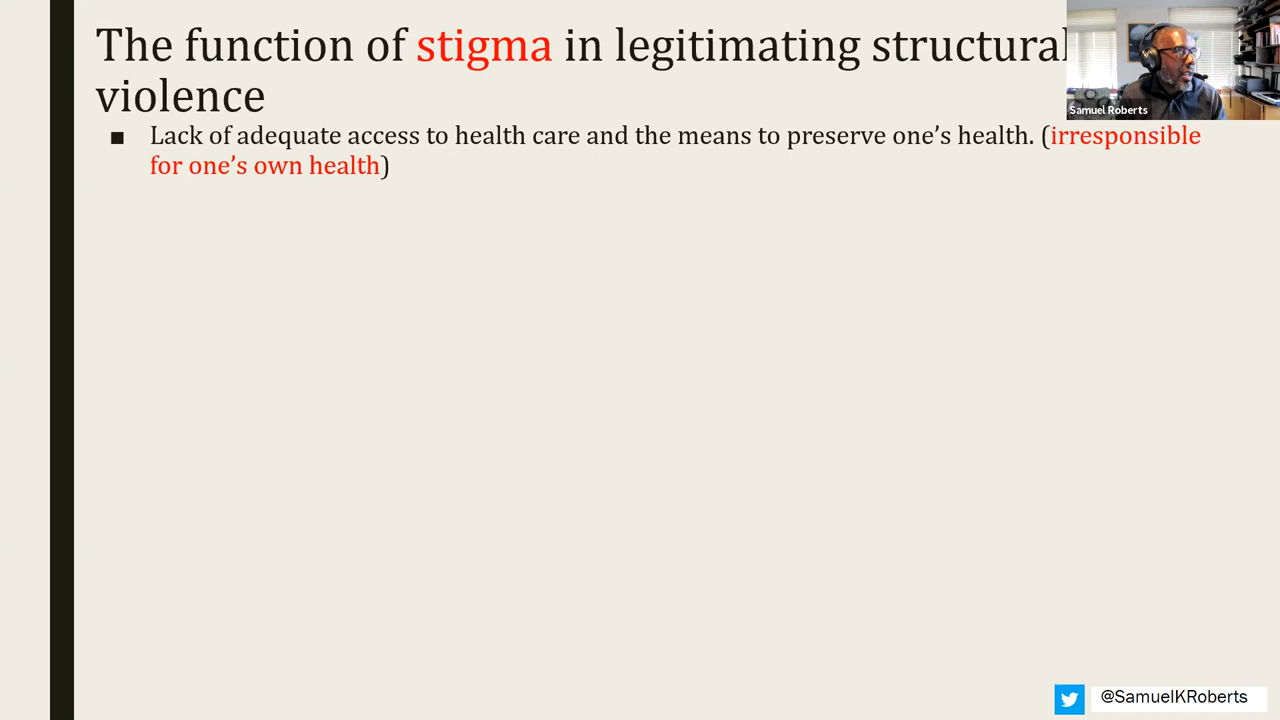 The function of stigma in legitimating structural
violence
Samuel Roberts
■ Lack of adequate access to health care and the means to preserve one’s health. (irresponsible
for one’s own health)
@SamuelKRoberts